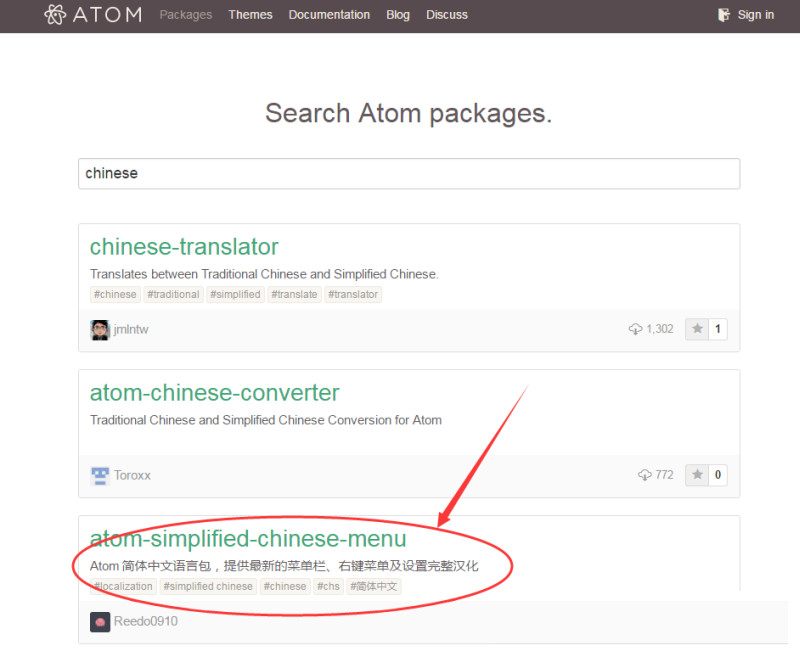 ATOM Packages Themes Documentation Blog Discuss Sign in
Search Atom packages.
chinese
chinese-translator
Translates between Traditional Chinese and Simplified Chinese.
#chinese #traditional #simplified #translate #translator
jmlntw 1,302 1
atom-chinese-converter
Traditional Chinese and Simplified Chinese Conversion for Atom
Toroxx 772 0
atom-simplified-chinese-menu
Atom 简体中文语言包，提供最新的菜单栏、右键菜单及设置完整汉化
#localization #simplified chinese #chinese #chs #简体中文
Reedo0910